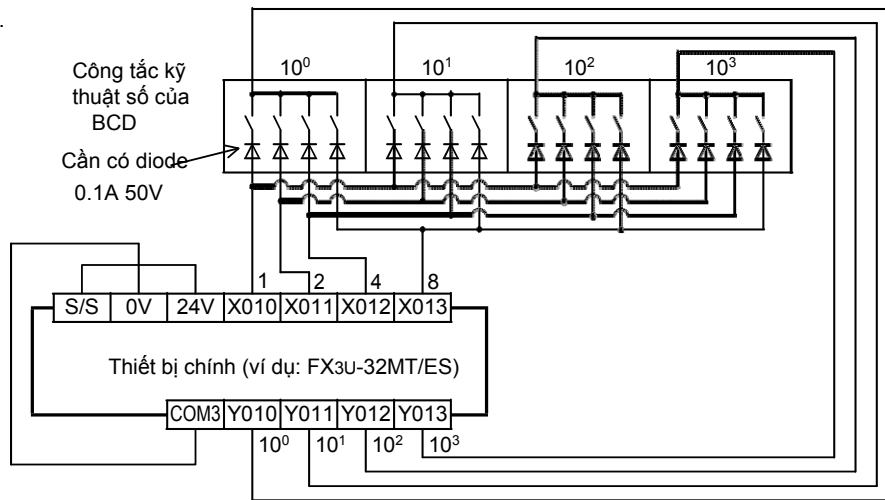 .
10⁰ 10¹ 10² 10³
Công tắc kỹ
thuật số của
BCD
Cần có diode
0.1A 50V
1 2 4 8
S/S 0V 24V X010 X011 X012 X013
Thiết bị chính (ví dụ: FX3U-32MT/ES)
COM3 Y010 Y011 Y012 Y013
10⁰ 10¹ 10² 10³